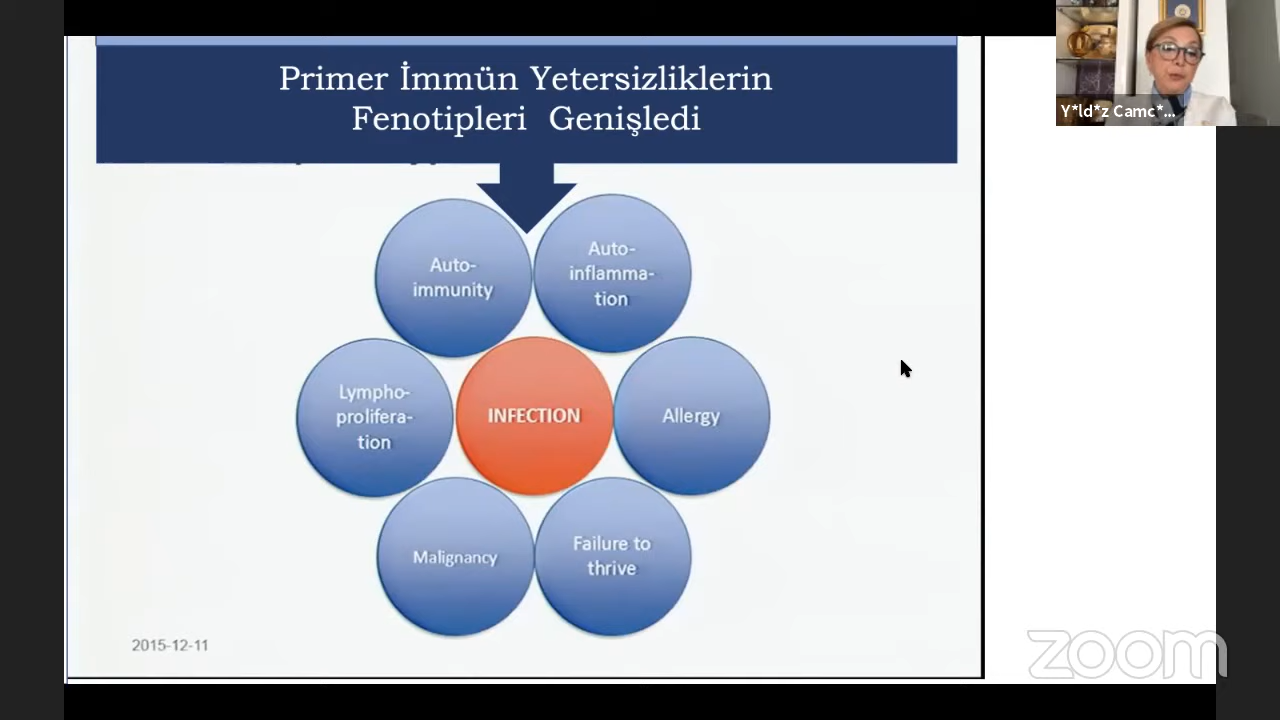 Primer İmmün Yetersizliklerin
Fenotipleri Genişledi
Y*ld*z Camc*...
Auto-
immunity
Auto-
inflamma-
tion
Lympho-
prolifera-
tion
INFECTION
Allergy
Malignancy
Failure to
thrive
2015-12-11
zoom